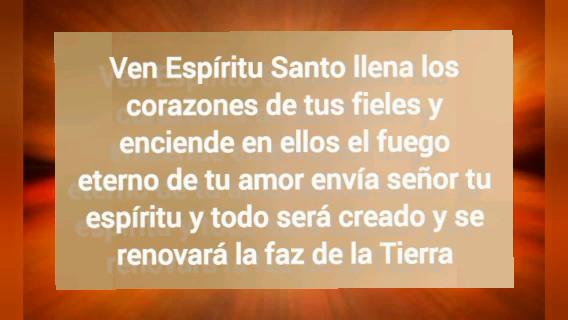 Ven Espíritu Santo llena los
corazones de tus fieles y
enciende en ellos el fuego
eterno de tu amor envía señor tu
espíritu y todo será creado y se
renovará la faz de la Tierra